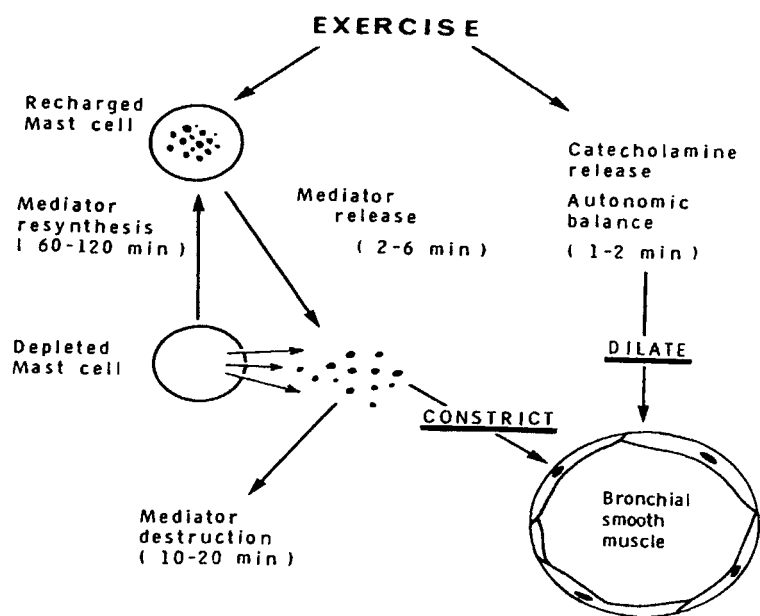 EXERCISE
Recharged
Mast cell
Mediator
resynthesis
( 60-120 min )
Mediator
release
( 2-6 min )
Catecholamine
release
Autonomic
balance
( 1-2 min )
Depleted
Mast cell
DILATE
CONSTRICT
Bronchial
smooth
muscle
Mediator
destruction
( 10-20 min )